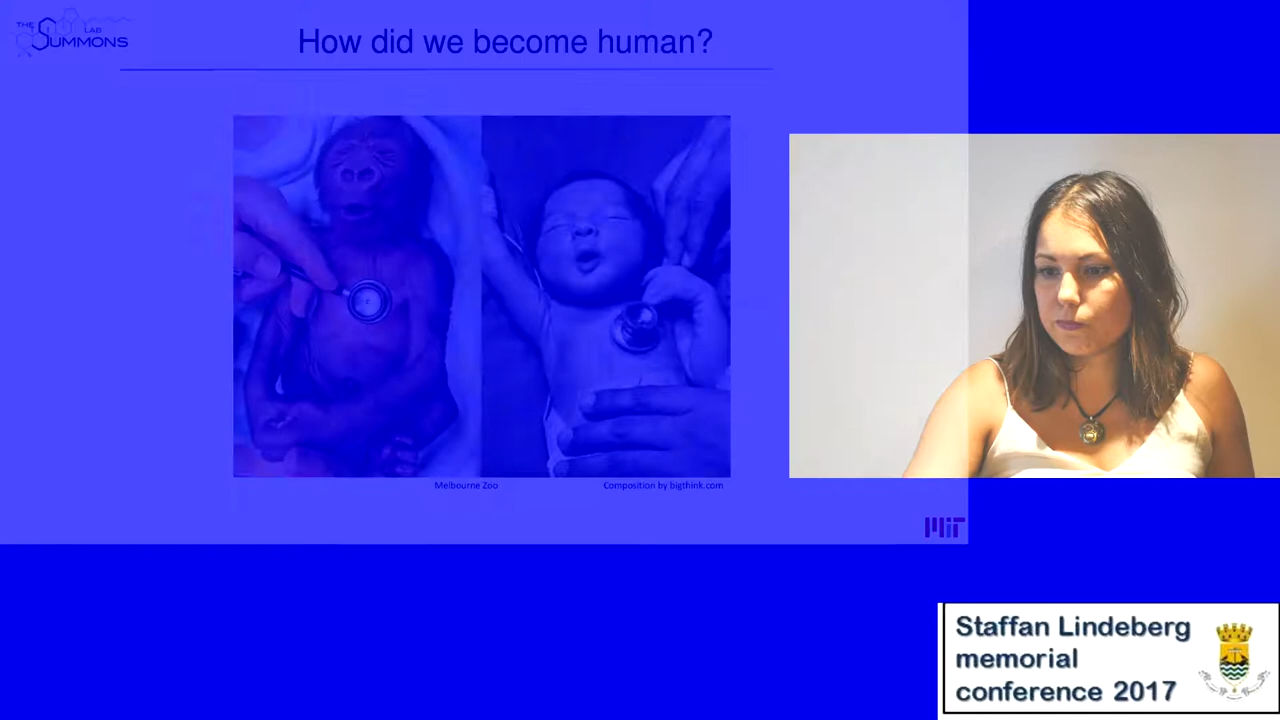 THE
LAB
SUMMONS
How did we become human?
Melbourne Zoo
Composition by bigthink.com
MIT
Staffan Lindeberg
memorial
conference 2017